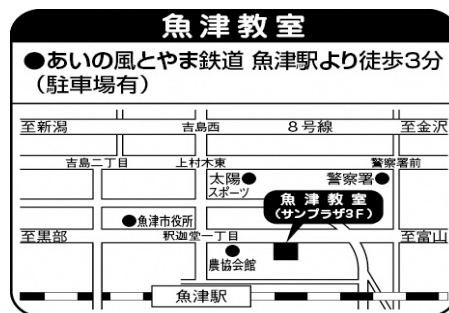 魚津教室
●あいの風とやま鉄道 魚津駅より徒歩3分
（駐車場有）
至新潟 吉島西 8号線 至金沢
吉島二丁目 上村木東 警察署前
太陽●
スポーツ
警察署●
魚津教室
（サンプラザ3F）
●魚津市役所
至黒部 釈迦堂一丁目 至富山
農協会館
魚津駅